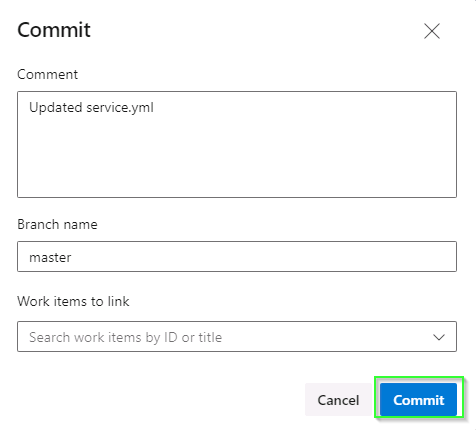 Commit
Comment
Updated service.yml
Branch name
master
Work items to link
Search work items by ID or title
Cancel
Commit